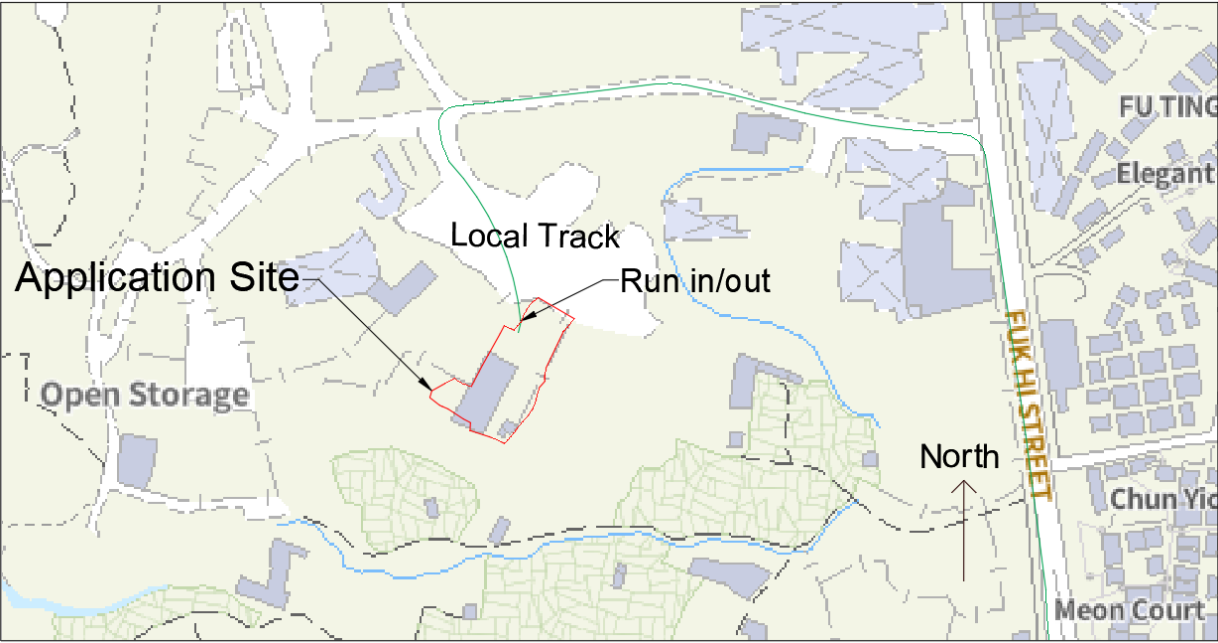 FU TING
Elegant
Local Track
Application Site
Run in/out
FUK HI STREET
Open Storage
North
Chun Yic
Meon Court